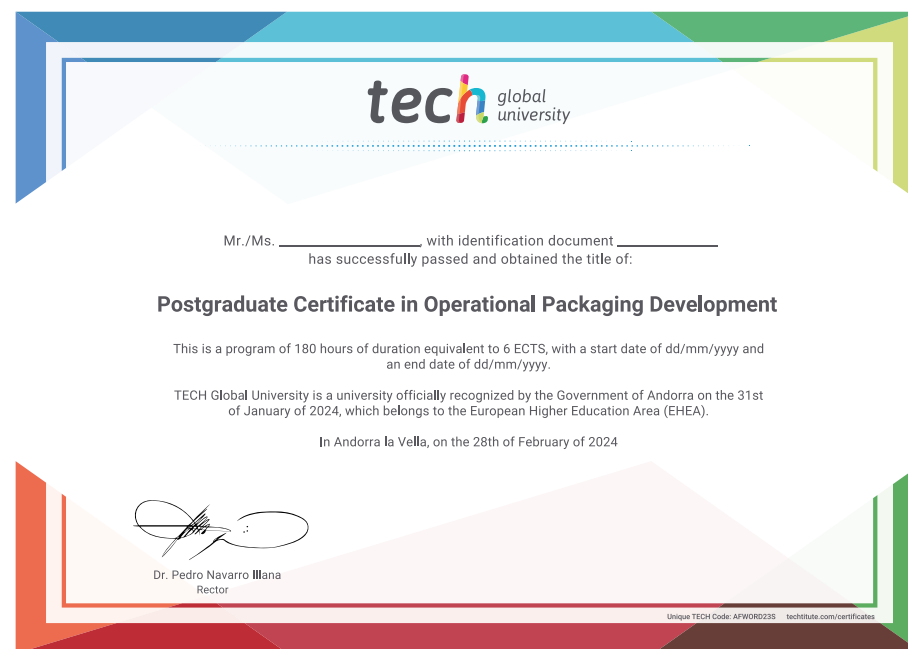 tech global
university
Mr./Ms. ____________, with identification document ____________
has successfully passed and obtained the title of:
Postgraduate Certificate in Operational Packaging Development
This is a program of 180 hours of duration equivalent to 6 ECTS, with a start date of dd/mm/yyyy and
an end date of dd/mm/yyyy.
TECH Global University is a university officially recognized by the Government of Andorra on the 31st
of January of 2024, which belongs to the European Higher Education Area (EHEA).
In Andorra la Vella, on the 28th of February of 2024
Dr. Pedro Navarro Illana
Rector
Unique TECH Code: AFWORD23S techtitute.com/certificates